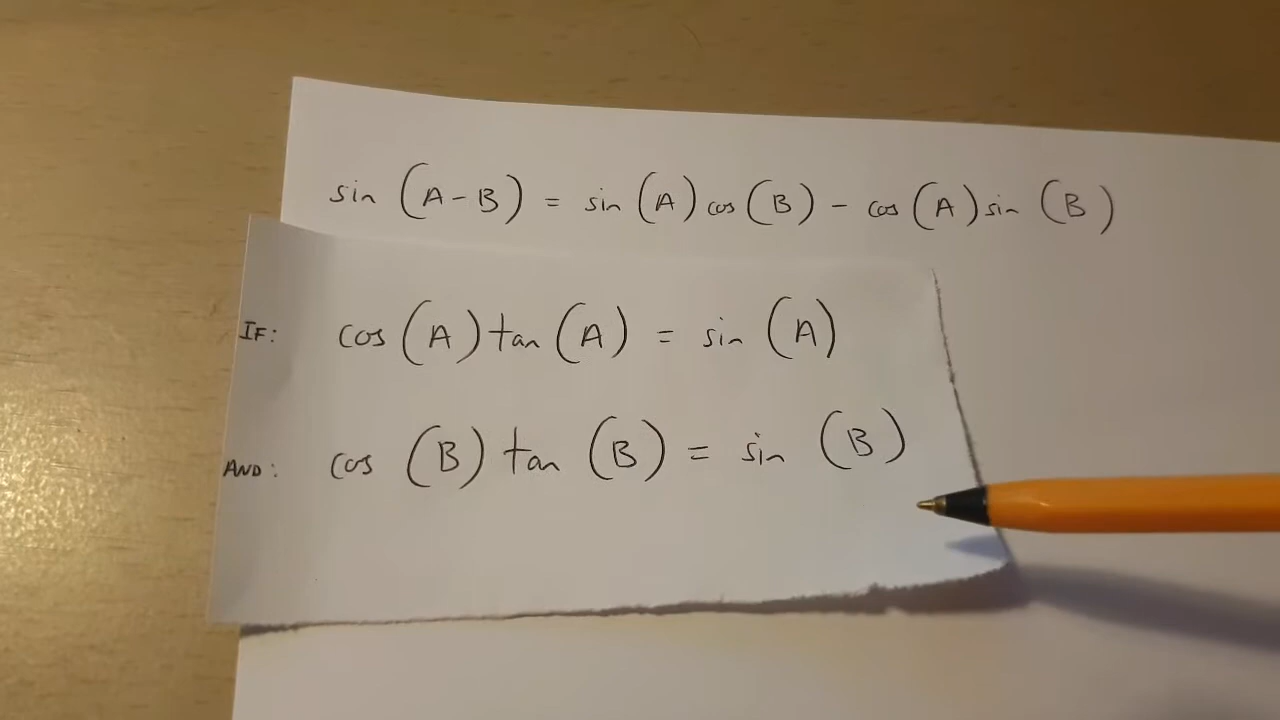 sin (A-B) = sin (A) cos (B) - cos (A) sin (B)
IF: cos (A) tan (A) = sin (A)
AND: cos (B) tan (B) = sin (B)